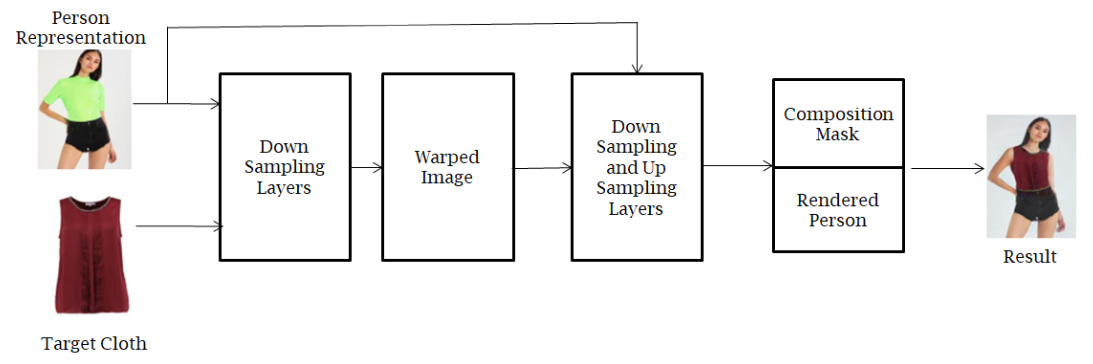 Person
Representation
Down
Sampling
Layers
Warped
Image
Down
Sampling
and Up
Sampling
Layers
Composition
Mask
Rendered
Person
Result
Target Cloth